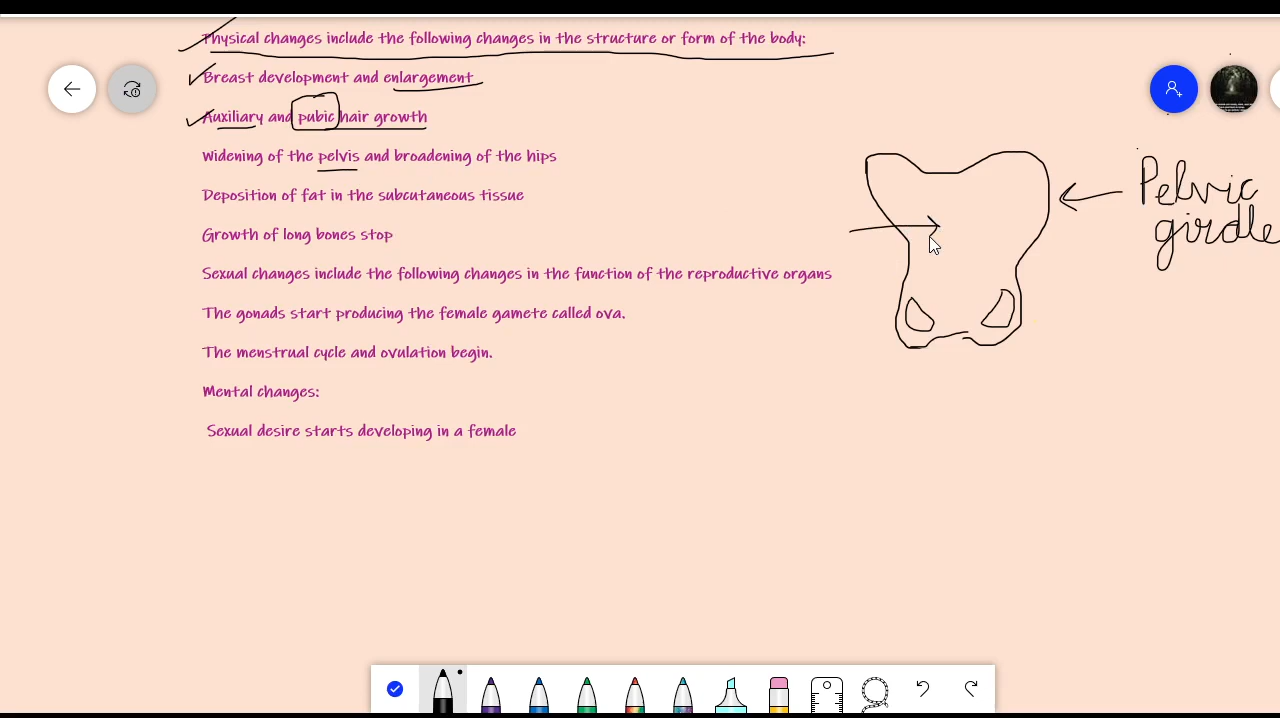 Physical changes include the following changes in the structure or form of the body:
Breast development and enlargement
Auxiliary and pubic hair growth
Widening of the pelvis and broadening of the hips
Deposition of fat in the subcutaneous tissue
Growth of long bones stop
Sexual changes include the following changes in the function of the reproductive organs
The gonads start producing the female gamete called ova.
The menstrual cycle and ovulation begin.
Mental changes:
Sexual desire starts developing in a female
Pelvic
girdle